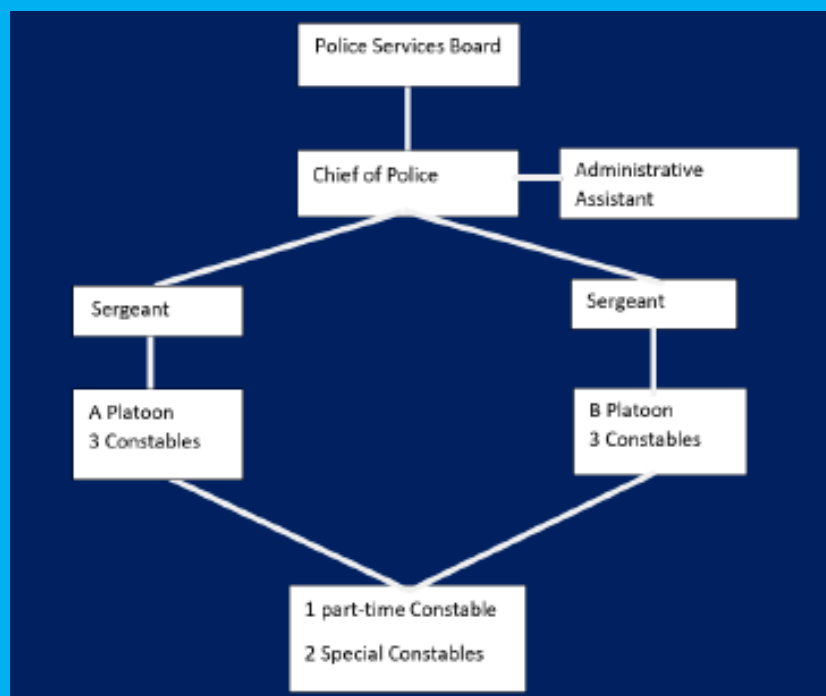 Police Services Board
Chief of Police
Administrative
Assistant
Sergeant
Sergeant
A Platoon
3 Constables
B Platoon
3 Constables
1 part-time Constable
2 Special Constables